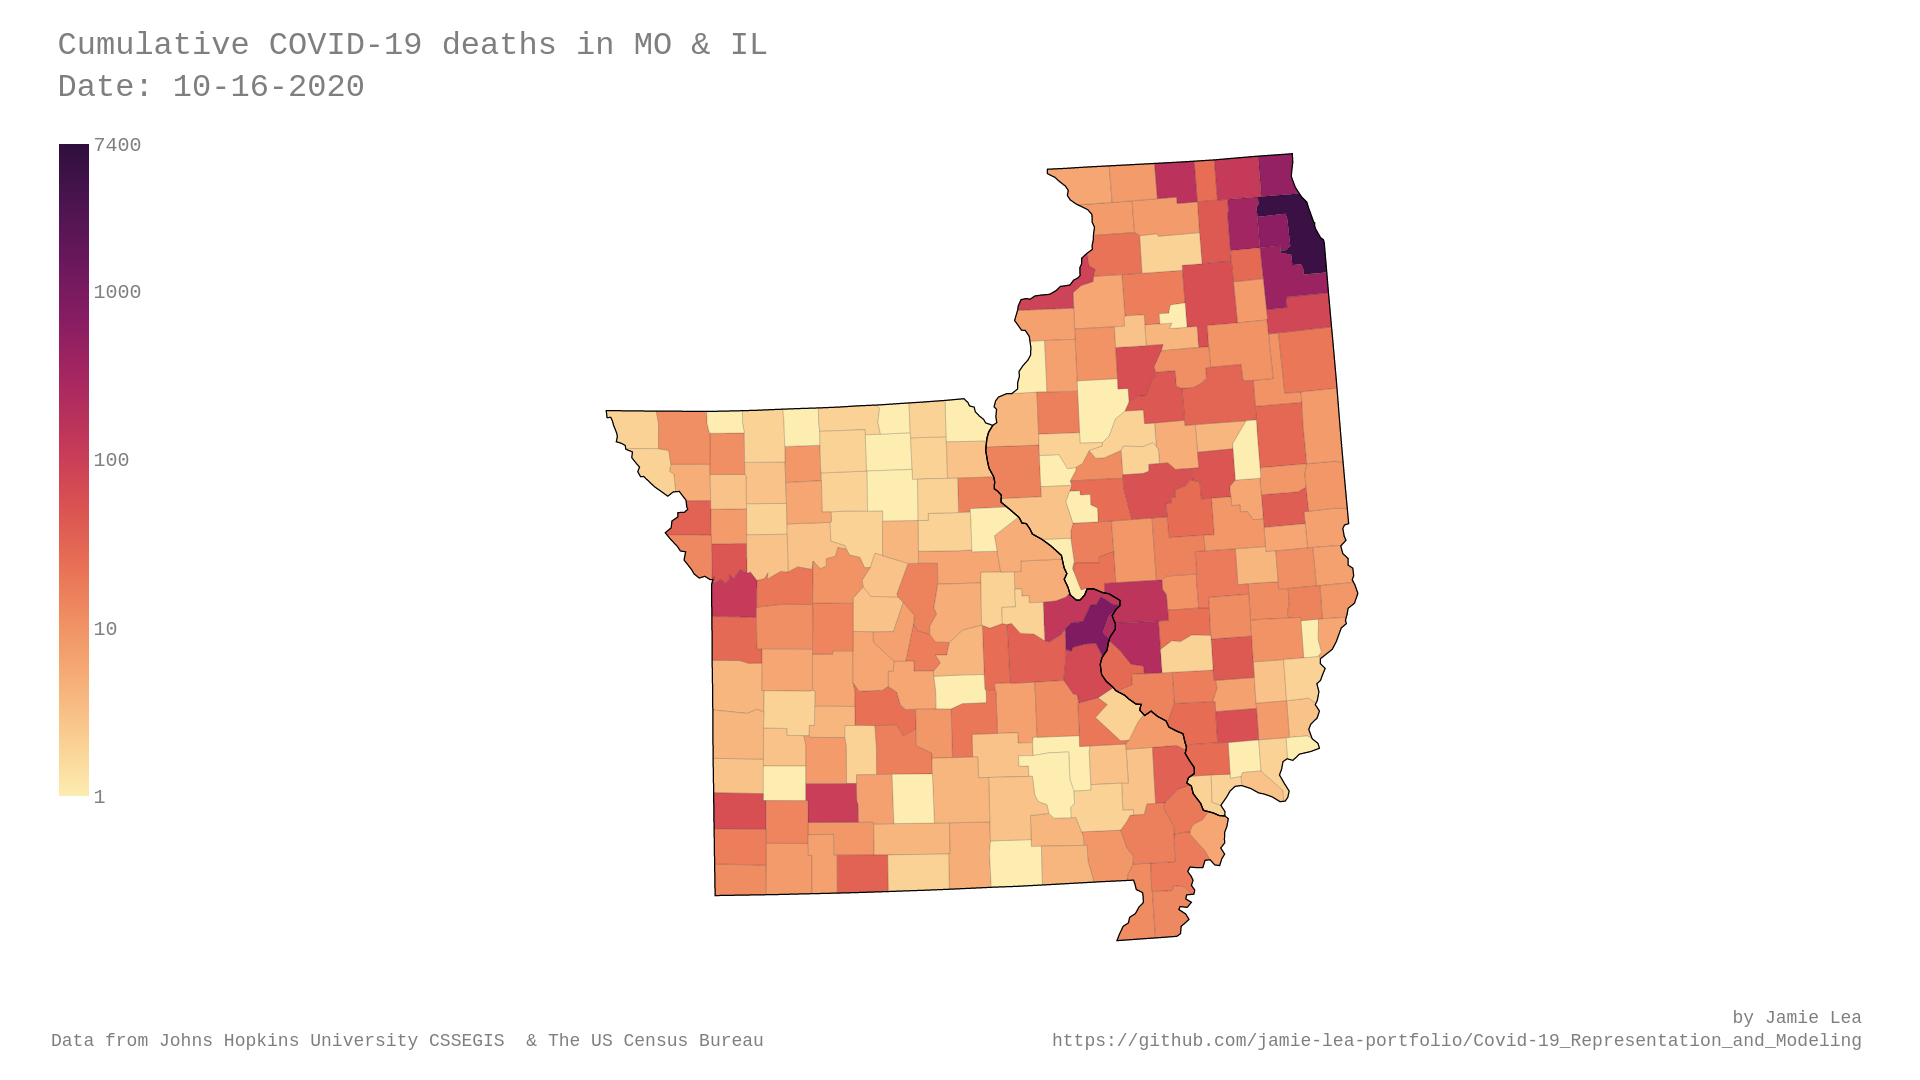 Cumulative COVID-19 deaths in MO & IL
Date: 10-16-2020
7400
1000
100
10
1
by Jamie Lea
Data from Johns Hopkins University CSSEGIS  & The US Census Bureau
https://github.com/jamie-lea-portfolio/Covid-19_Representation_and_Modeling